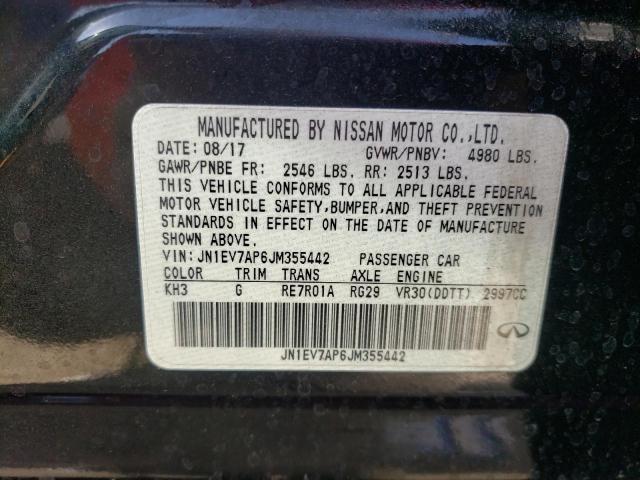 MANUFACTURED BY NISSAN MOTOR CO.,LTD.
DATE: 08/17 GVWR/PNBV: 4980 LBS.
GAWR/PNBE FR: 2546 LBS. RR: 2513 LBS.
THIS VEHICLE CONFORMS TO ALL APPLICABLE FEDERAL
MOTOR VEHICLE SAFETY,BUMPER,AND THEFT PREVENTION
STANDARDS IN EFFECT ON THE DATE OF MANUFACTURE
SHOWN ABOVE.
VIN: JN1EV7AP6JM355442 PASSENGER CAR
COLOR TRIM TRANS AXLE ENGINE
KH3 G RE7R01A RG29 VR30(DDTT) 2997CC
JN1EV7AP6JM355442